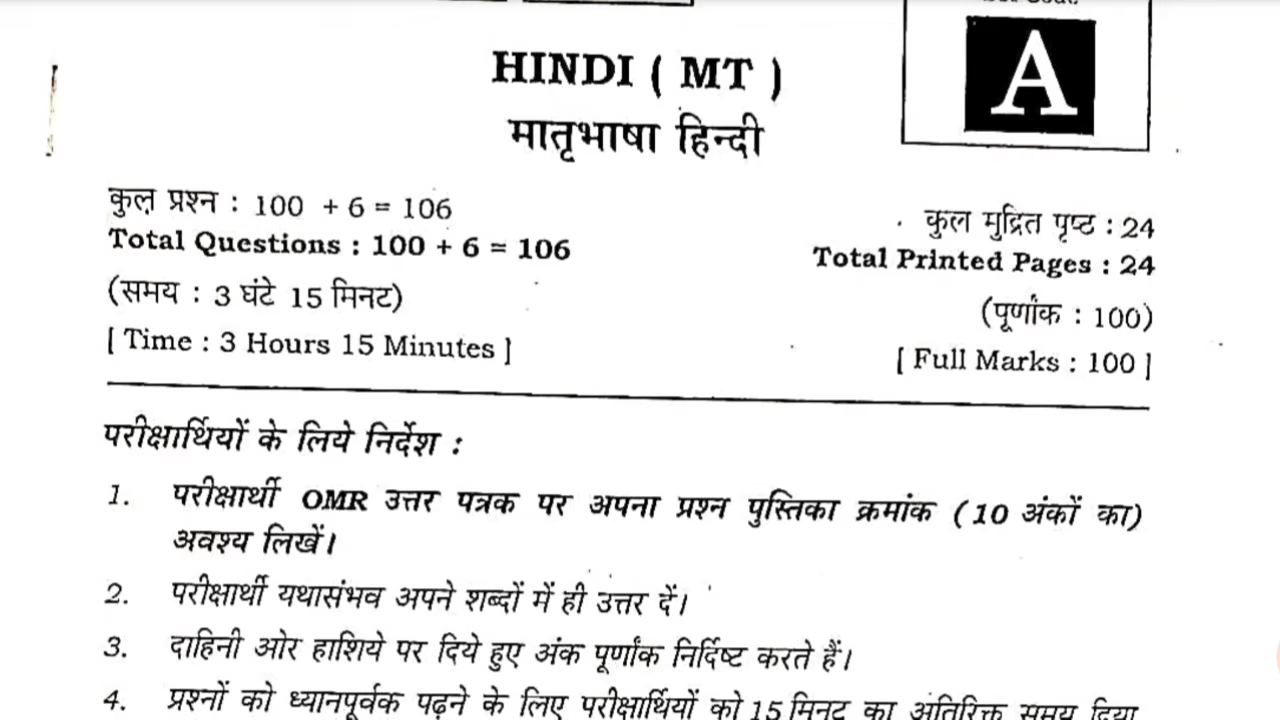 A
HINDI ( MT )
मातृभाषा हिन्दी
कुल प्रश्न : 100 + 6 = 106
Total Questions : 100 + 6 = 106
(समय : 3 घंटे 15 मिनट)
[ Time : 3 Hours 15 Minutes ]
कुल मुद्रित पृष्ठ : 24
Total Printed Pages : 24
(पूर्णांक : 100)
[ Full Marks : 100 ]
परीक्षार्थियों के लिये निर्देश :
1. परीक्षार्थी OMR उत्तर पत्रक पर अपना प्रश्न पुस्तिका क्रमांक (10 अंकों का)
अवश्य लिखें।
2. परीक्षार्थी यथासंभव अपने शब्दों में ही उत्तर दें।
3. दाहिनी ओर हाशिये पर दिये हुए अंक पूर्णांक निर्दिष्ट करते हैं।
4. प्रश्नों को ध्यानपूर्वक पढ़ने के लिए परीक्षार्थियों को 15 मिनट का अतिरिक्त समय दिया